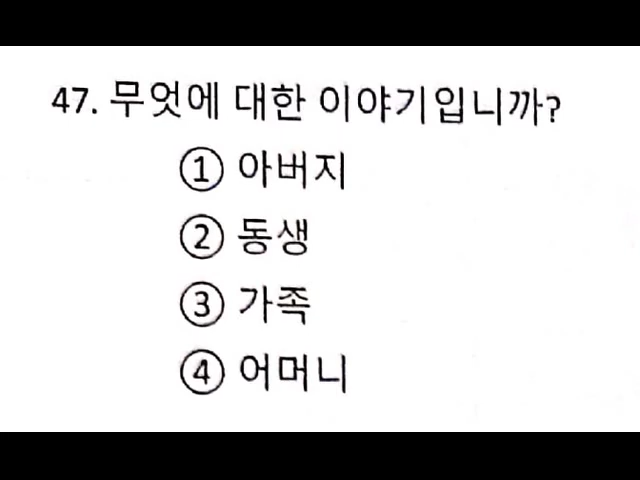 47. 무엇에 대한 이야기입니까?
① 아버지
② 동생
③ 가족
④ 어머니